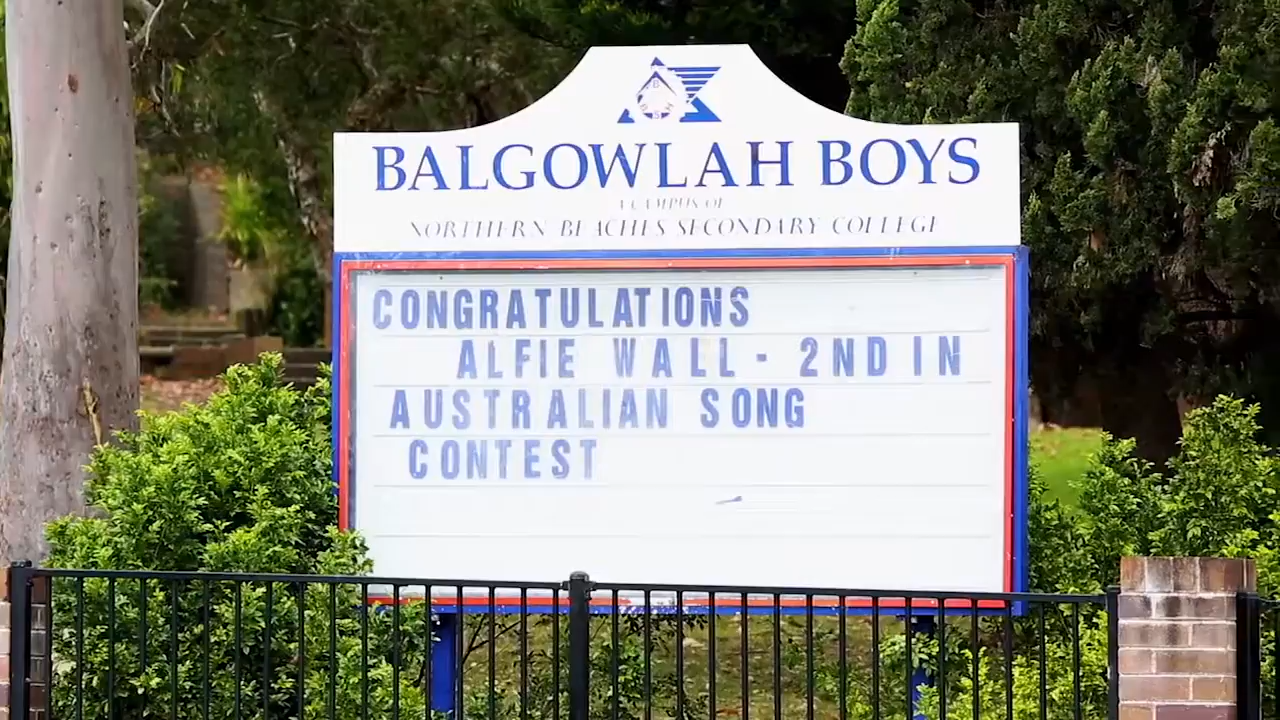 BALGOWLAH BOYS
A CAMPUS OF
NORTHERN BEACHES SECONDARY COLLEGE
CONGRATULATIONS
ALFIE WALL - 2ND IN
AUSTRALIAN SONG
CONTEST